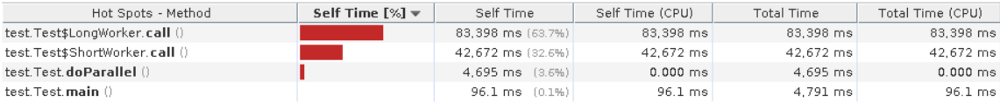 Hot Spots - Method Self Time [%] Self Time Self Time (CPU) Total Time Total Time (CPU)
test.Test$LongWorker.call () 83,398 ms (63.7%) 83,398 ms 83,398 ms 83,398 ms
test.Test$ShortWorker.call () 42,672 ms (32.6%) 42,672 ms 42,672 ms 42,672 ms
test.Test.doParallel () 4,695 ms (3.6%) 0.000 ms 4,695 ms 0.000 ms
test.Test.main () 96.1 ms (0.1%) 96.1 ms 4,791 ms 96.1 ms